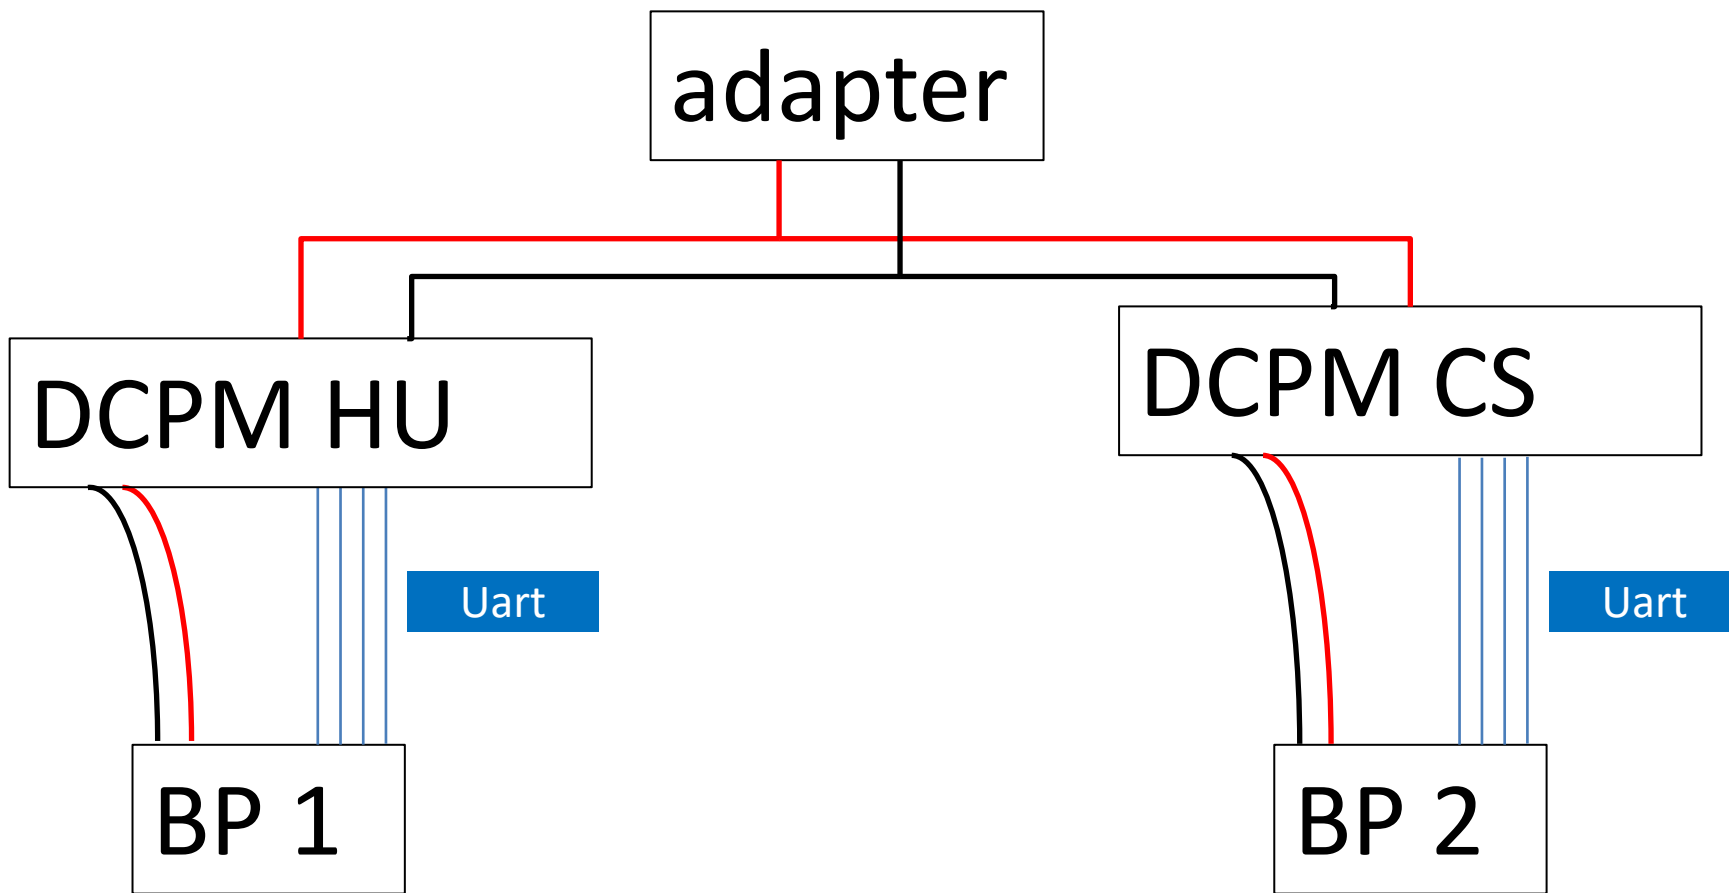 adapter
DCPM HU
DCPM CS
Uart
Uart
BP 1
BP 2